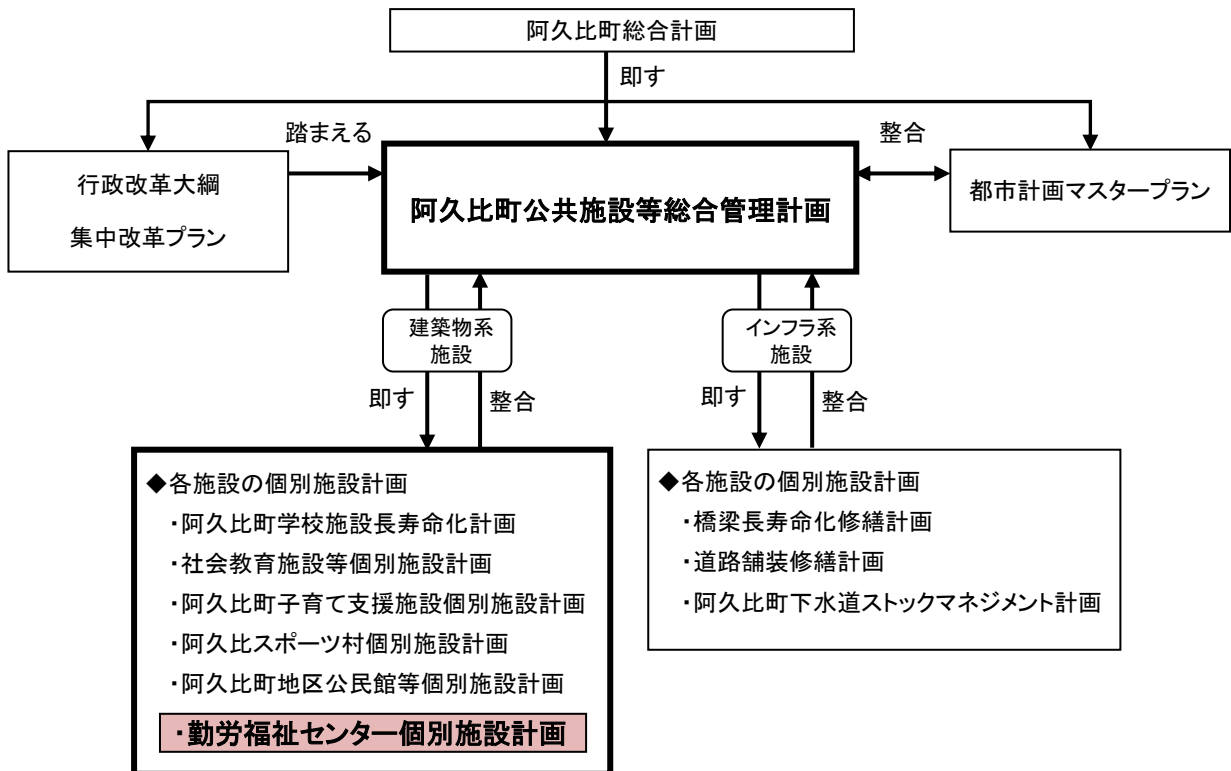 阿久比町総合計画
即す
踏まえる
整合
行政改革大綱
集中改革プラン
阿久比町公共施設等総合管理計画
都市計画マスタープラン
建築物系
施設
インフラ系
施設
即す
整合
即す
整合
◆各施設の個別施設計画
・阿久比町学校施設長寿命化計画
・社会教育施設等個別施設計画
・阿久比町子育て支援施設個別施設計画
・阿久比スポーツ村個別施設計画
・阿久比町地区公民館等個別施設計画
・勤労福祉センター個別施設計画
◆各施設の個別施設計画
・橋梁長寿命化修繕計画
・道路舗装修繕計画
・阿久比町下水道ストックマネジメント計画